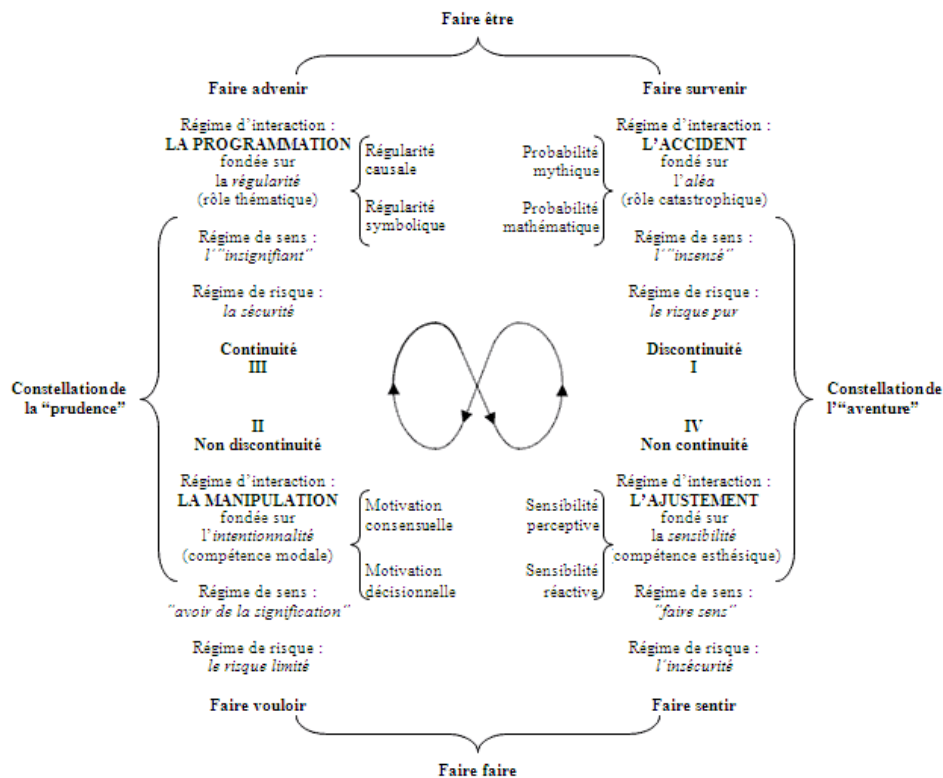 Faire être
Faire advenir
Régime d'interaction :
LA PROGRAMMATION
fondée sur
la régularité
(rôle thématique)
Régularité
causale
Régularité
symbolique
Régime de sens :
l'"insignifiant"
Régime de risque :
la sécurité
Continuité
III
Faire survenir
Régime d'interaction :
L'ACCIDENT
fondé sur
l'aléa
(rôle catastrophique)
Probabilité
mythique
Probabilité
mathématique
Régime de sens :
l'"insensé"
Régime de risque :
le risque pur
Discontinuité
I
Constellation de
la "prudence"
Constellation de
l'"aventure"
II
Non discontinuité
Régime d'interaction :
LA MANIPULATION
fondée sur
l'intentionnalité
(compétence modale)
Motivation
consensuelle
Motivation
décisionnelle
Régime de sens :
"avoir de la signification"
Régime de risque :
le risque limité
Faire vouloir
IV
Non continuité
Régime d'interaction :
L'AJUSTEMENT
fondé sur
la sensibilité
(compétence esthésique)
Sensibilité
perceptive
Sensibilité
réactive
Régime de sens :
"faire sens"
Régime de risque :
l'insécurité
Faire sentir
Faire faire